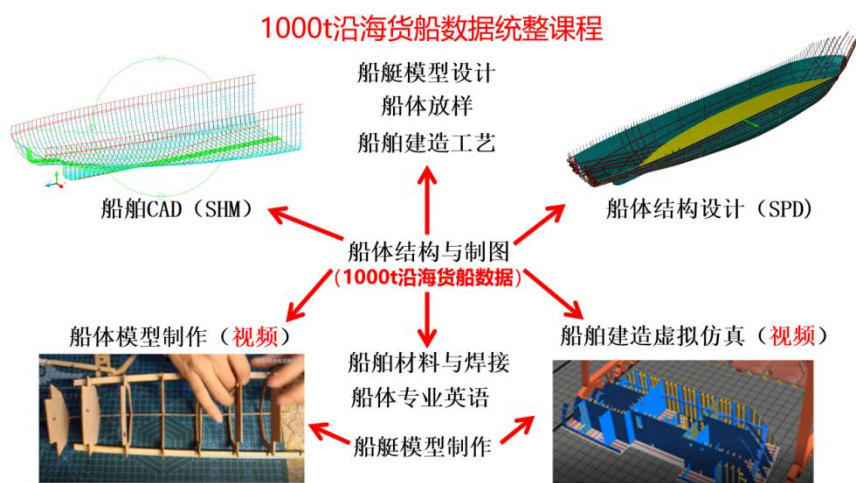 1000t沿海货船数据统整课程
船艇模型设计
船体放样
船舶建造工艺
船舶CAD（SHM）
船体结构设计（SPD)
船体结构与制图
（1000t沿海货船数据）
船体模型制作（视频）
船舶建造虚拟仿真（视频）
船舶材料与焊接
船体专业英语
船艇模型制作